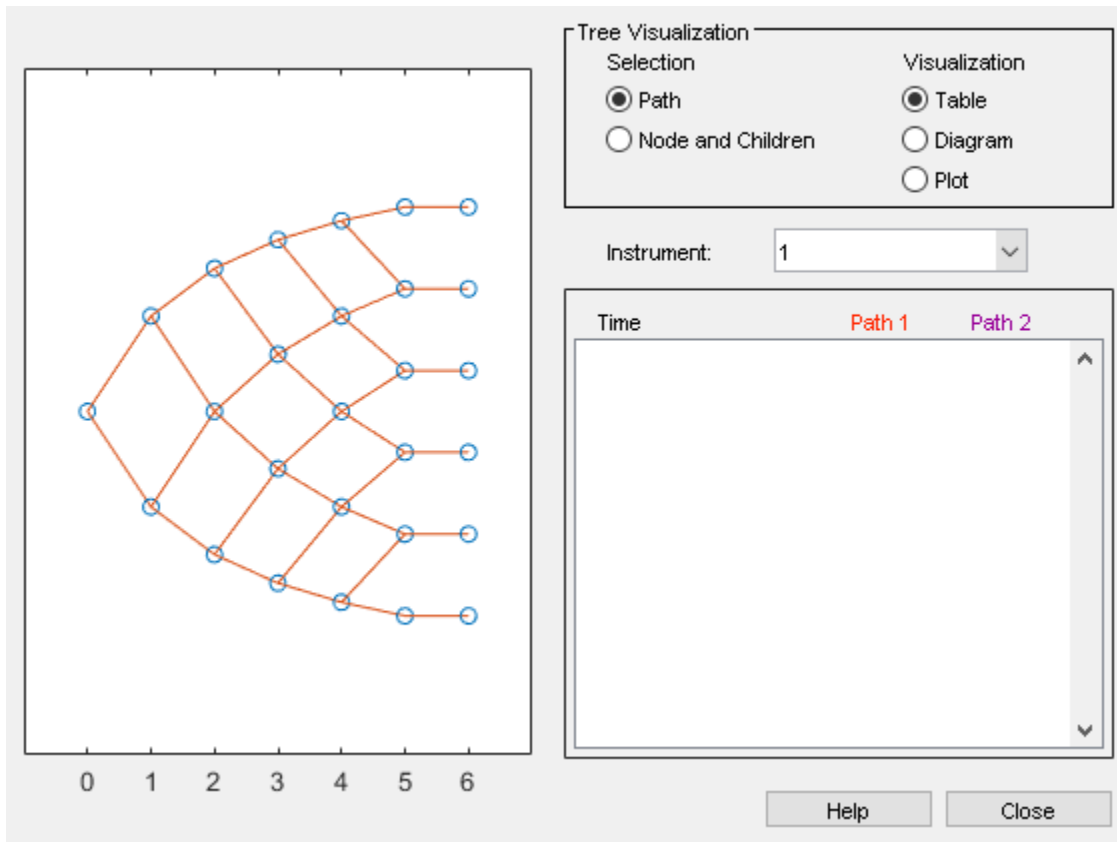 Tree Visualization
Selection
Visualization
Path
Table
Node and Children
Diagram
Plot
Instrument:
1
Time
Path 1
Path 2
0 1 2 3 4 5 6
Help
Close